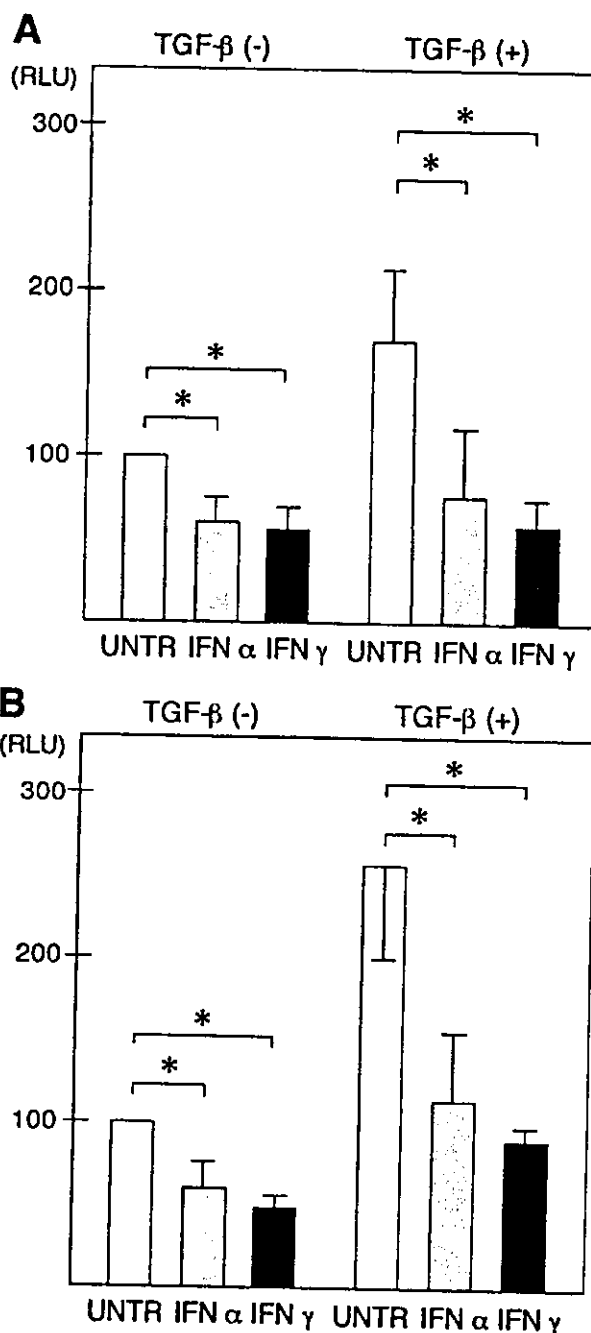 A
TGF-β (-) TGF-β (+)
(RLU)
300
* *
200
* *
100
UNTR IFN α IFN γ UNTR IFN α IFN γ
B
TGF-β (-) TGF-β (+)
(RLU)
300
* *
200
* *
100
UNTR IFN α IFN γ UNTR IFN α IFN γ